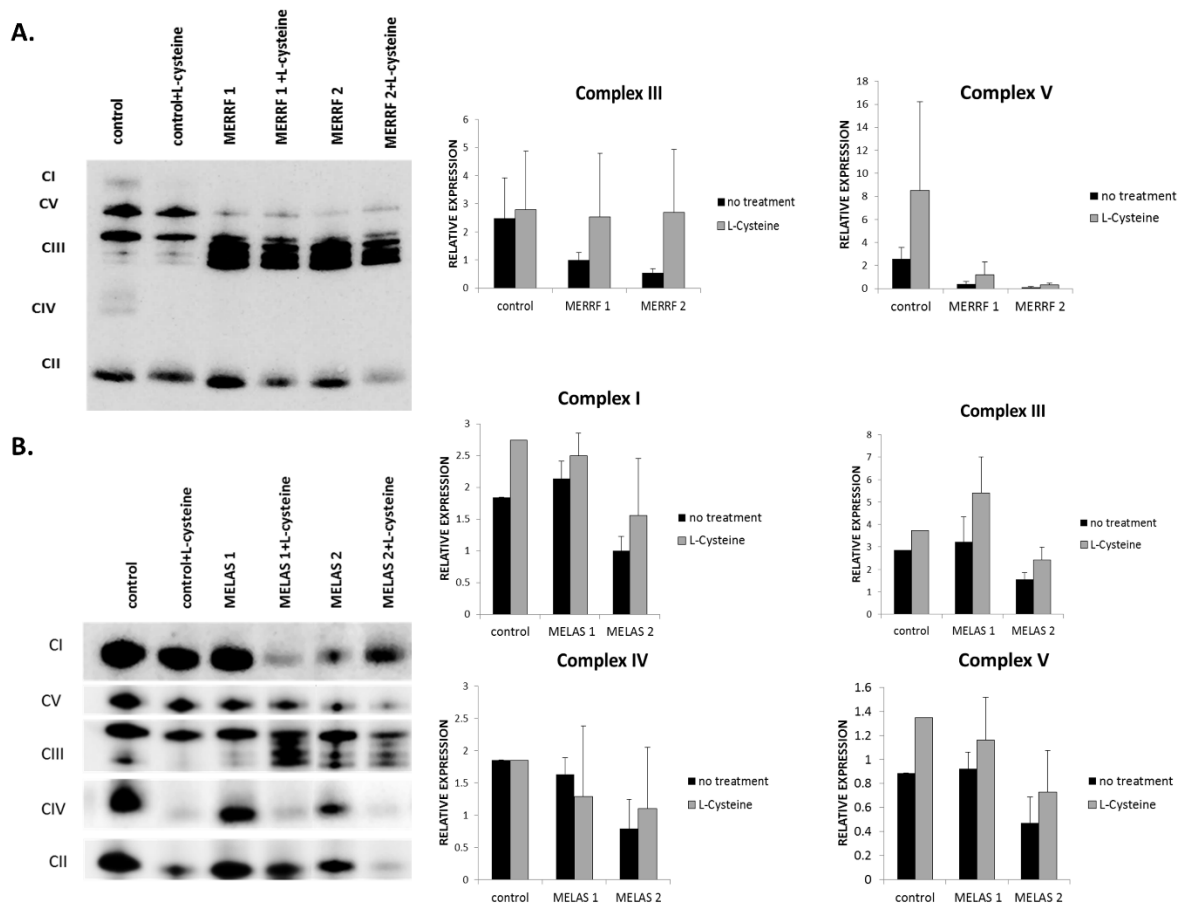 A.
control
control+L-cysteine
MERRF 1
MERRF 1 +L-cysteine
MERRF 2
MERRF 2+L-cysteine
CI
CV
CIII
CIV
CII
Complex III
RELATIVE EXPRESSION
6
5
4
3
2
1
0
control
MERRF 1
MERRF 2
no treatment
L-Cysteine
Complex V
RELATIVE EXPRESSION
18
16
14
12
10
8
6
4
2
0
control
MERRF 1
MERRF 2
no treatment
L-Cysteine
B.
control
control+L-cysteine
MELAS 1
MELAS 1+L-cysteine
MELAS 2
MELAS 2+L-cysteine
CI
CV
CIII
CIV
CII
Complex I
RELATIVE EXPRESSION
3
2.5
2
1.5
1
0.5
0
control
MELAS 1
MELAS 2
no treatment
L-Cysteine
Complex III
RELATIVE EXPRESSION
8
7
6
5
4
3
2
1
0
control
MELAS 1
MELAS 2
no treatment
L-Cysteine
Complex IV
RELATIVE EXPRESSION
3
2.5
2
1.5
1
0.5
0
control
MELAS 1
MELAS 2
no treatment
L-Cysteine
Complex V
RELATIVE EXPRESSION
1.6
1.4
1.2
1
0.8
0.6
0.4
0.2
0
control
MELAS 1
MELAS 2
no treatment
L-Cysteine